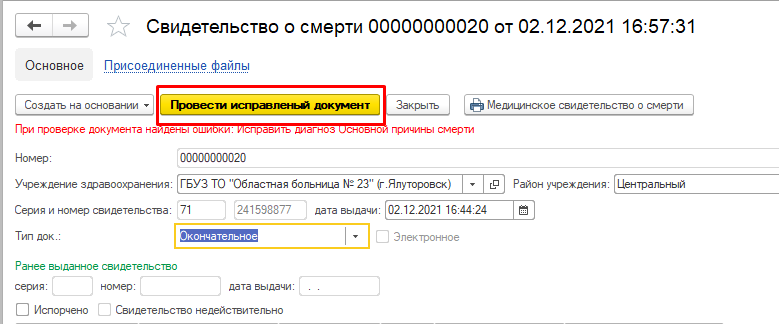 Свидетельство о смерти 00000000020 от 02.12.2021 16:57:31
Основное Присоединенные файлы
Создать на основании Провести исправленый документ Закрыть Медицинское свидетельство о смерти
При проверке документа найдены ошибки: Исправить диагноз Основной причины смерти
Номер: 00000000020
Учреждение здравоохранения: ГБУЗ ТО "Областная больница № 23" (г.Ялуторовск) Район учреждения: Центральный
Серия и номер свидетельства: 71 241598877 дата выдачи: 02.12.2021 16:44:24
Тип док.: Окончательное Электронное
Ранее выданное свидетельство
серия: номер: дата выдачи: . .
Испорчено Свидетельство недействительно